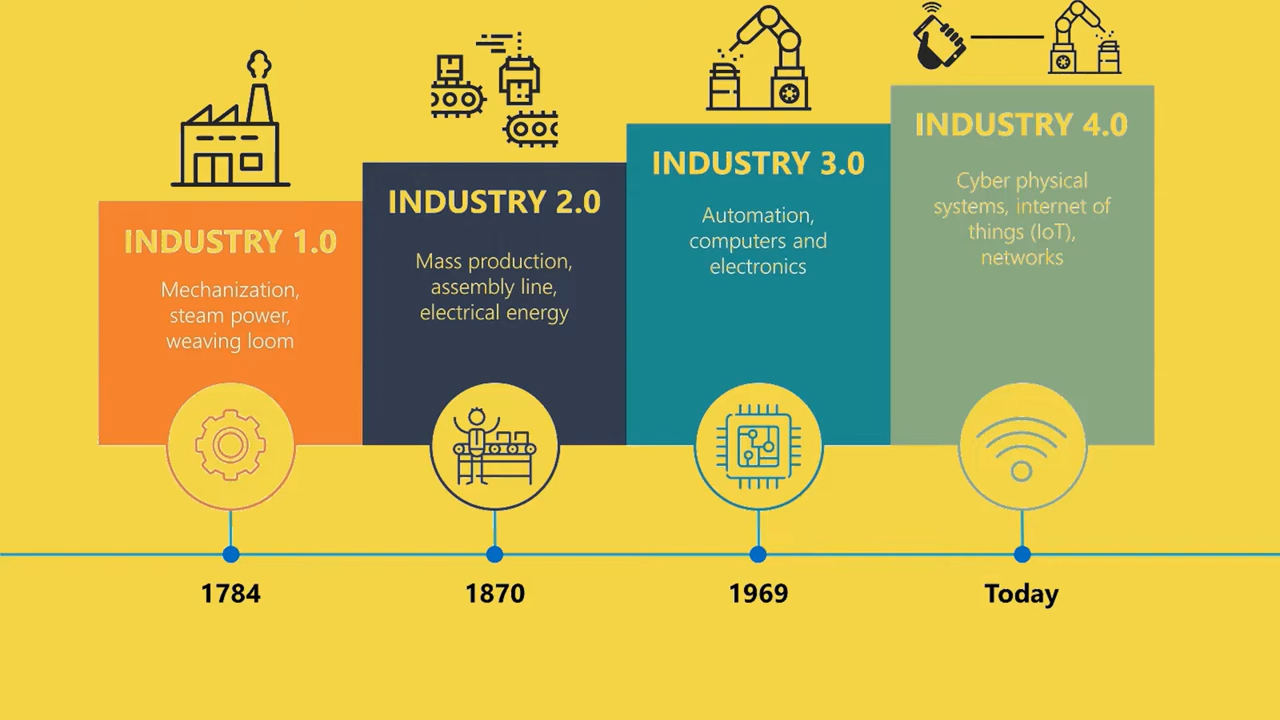 INDUSTRY 1.0
Mechanization,
steam power,
weaving loom
INDUSTRY 2.0
Mass production,
assembly line,
electrical energy
INDUSTRY 3.0
Automation,
computers and
electronics
INDUSTRY 4.0
Cyber physical
systems, internet of
things (IoT),
networks
1784
1870
1969
Today